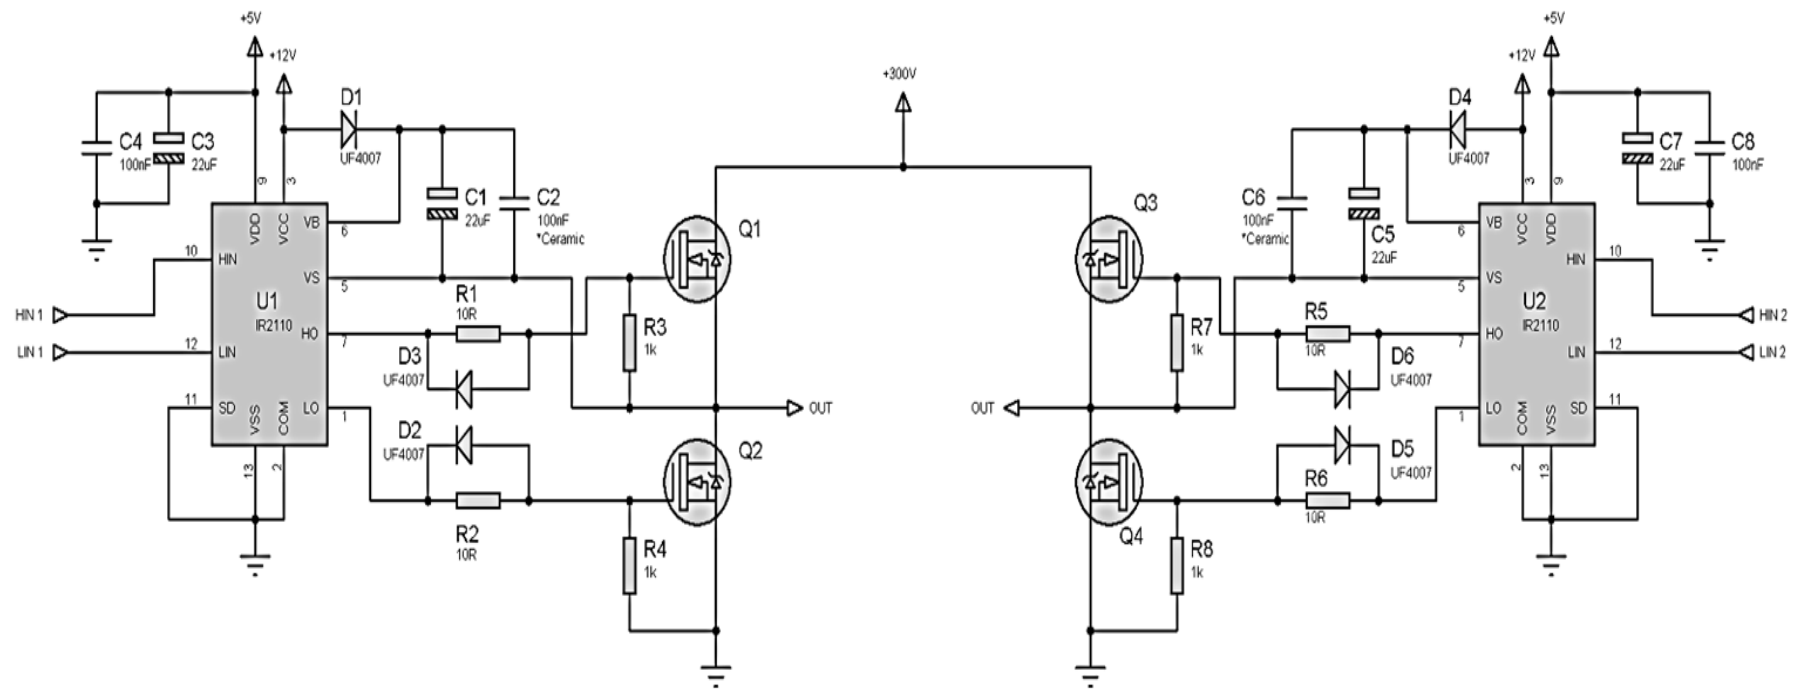 +5V
+12V
D1
UF4007
C4
100nF
C3
22uF
9
3
VDD
VCC
VB
6
C1
22uF
C2
100nF
*Ceramic
10
HIN
VS
5
HIN 1
U1
IR2110
R1
10R
HO
7
LIN 1
12
LIN
D3
UF4007
11
SD
VSS
COM
LO
1
13
2
D2
UF4007
R2
10R
Q1
R3
1k
OUT
Q2
R4
1k
+300V
Q3
R7
1k
OUT
Q4
R8
1k
+5V
+12V
D4
UF4007
C7
22uF
C8
100nF
3
9
C6
100nF
*Ceramic
C5
22uF
6
VB
VCC
VDD
HIN
10
5
VS
U2
IR2110
HIN 2
R5
10R
7
HO
LIN
12
LIN 2
D6
UF4007
1
LO
COM
VSS
SD
11
2
13
D5
UF4007
R6
10R